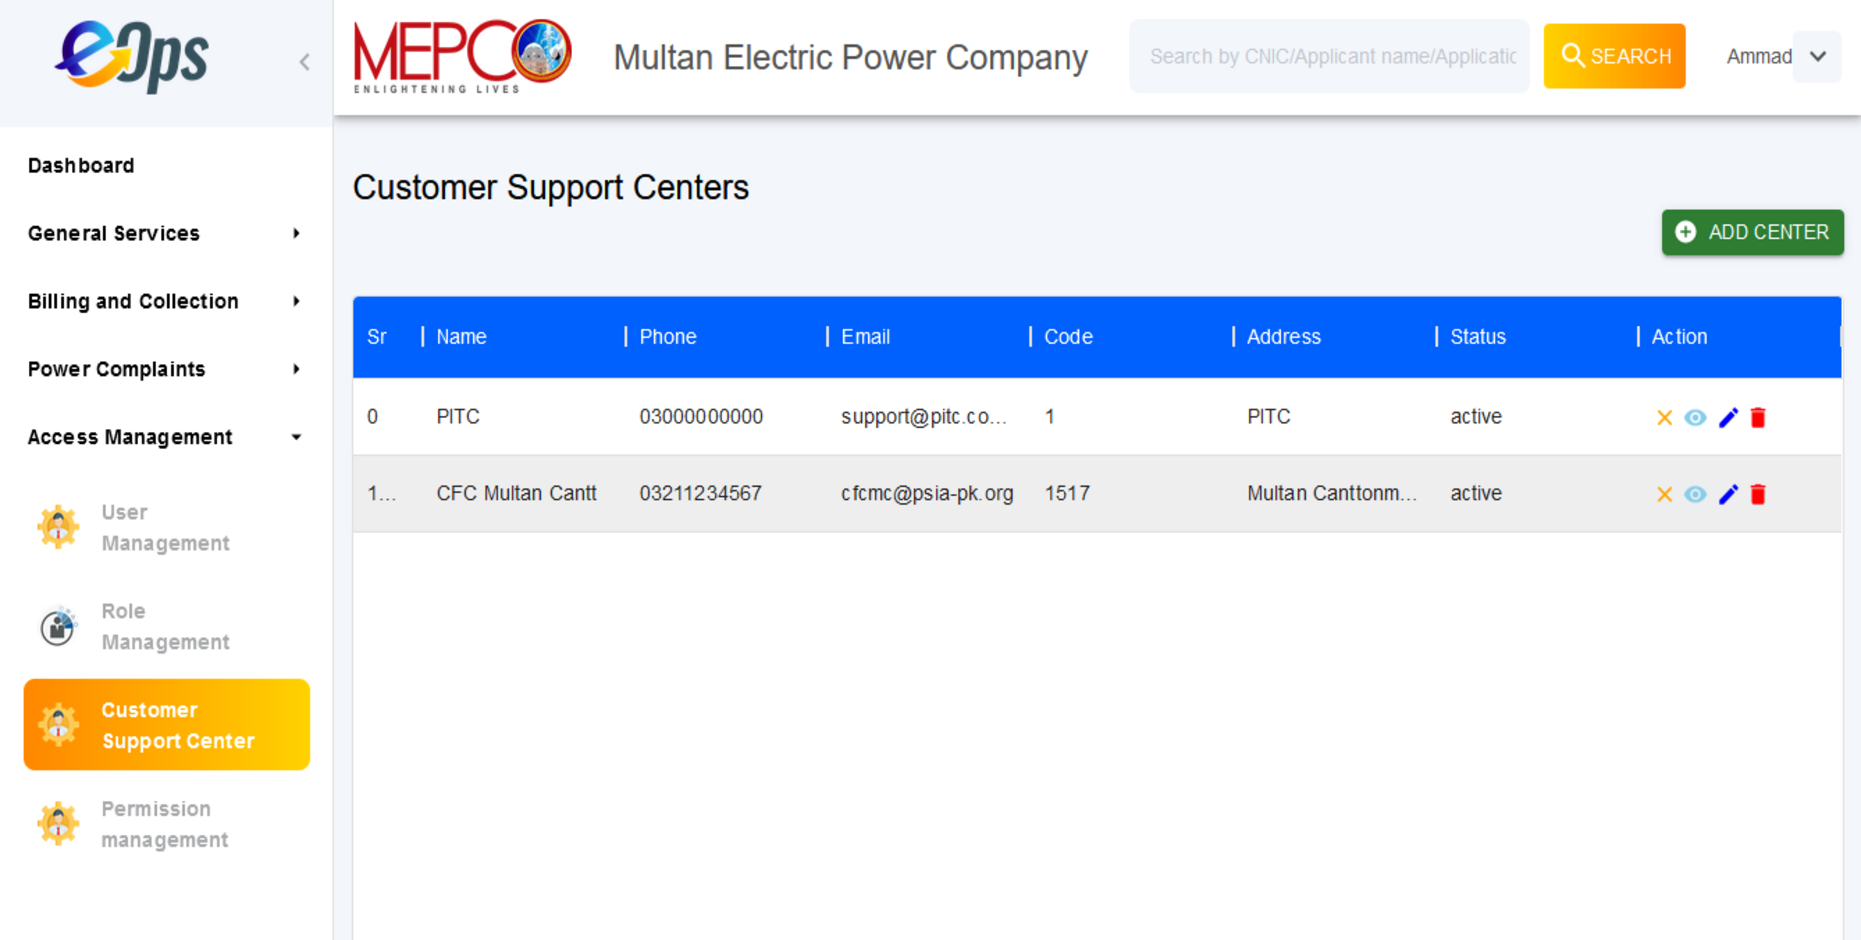 eOps
MEPCO
ENLIGHTENING LIVES
Multan Electric Power Company
Search by CNIC/Applicant name/Applicatic
SEARCH
Ammad
Dashboard
General Services
Billing and Collection
Power Complaints
Access Management
User
Management
Role
Management
Customer
Support Center
Permission
management
Customer Support Centers
ADD CENTER
Sr Name Phone Email Code Address Status Action
0 PITC 03000000000 support@pitc.co... 1 PITC active
1... CFC Multan Cantt 03211234567 cfcmc@psia-pk.org 1517 Multan Canttonm... active